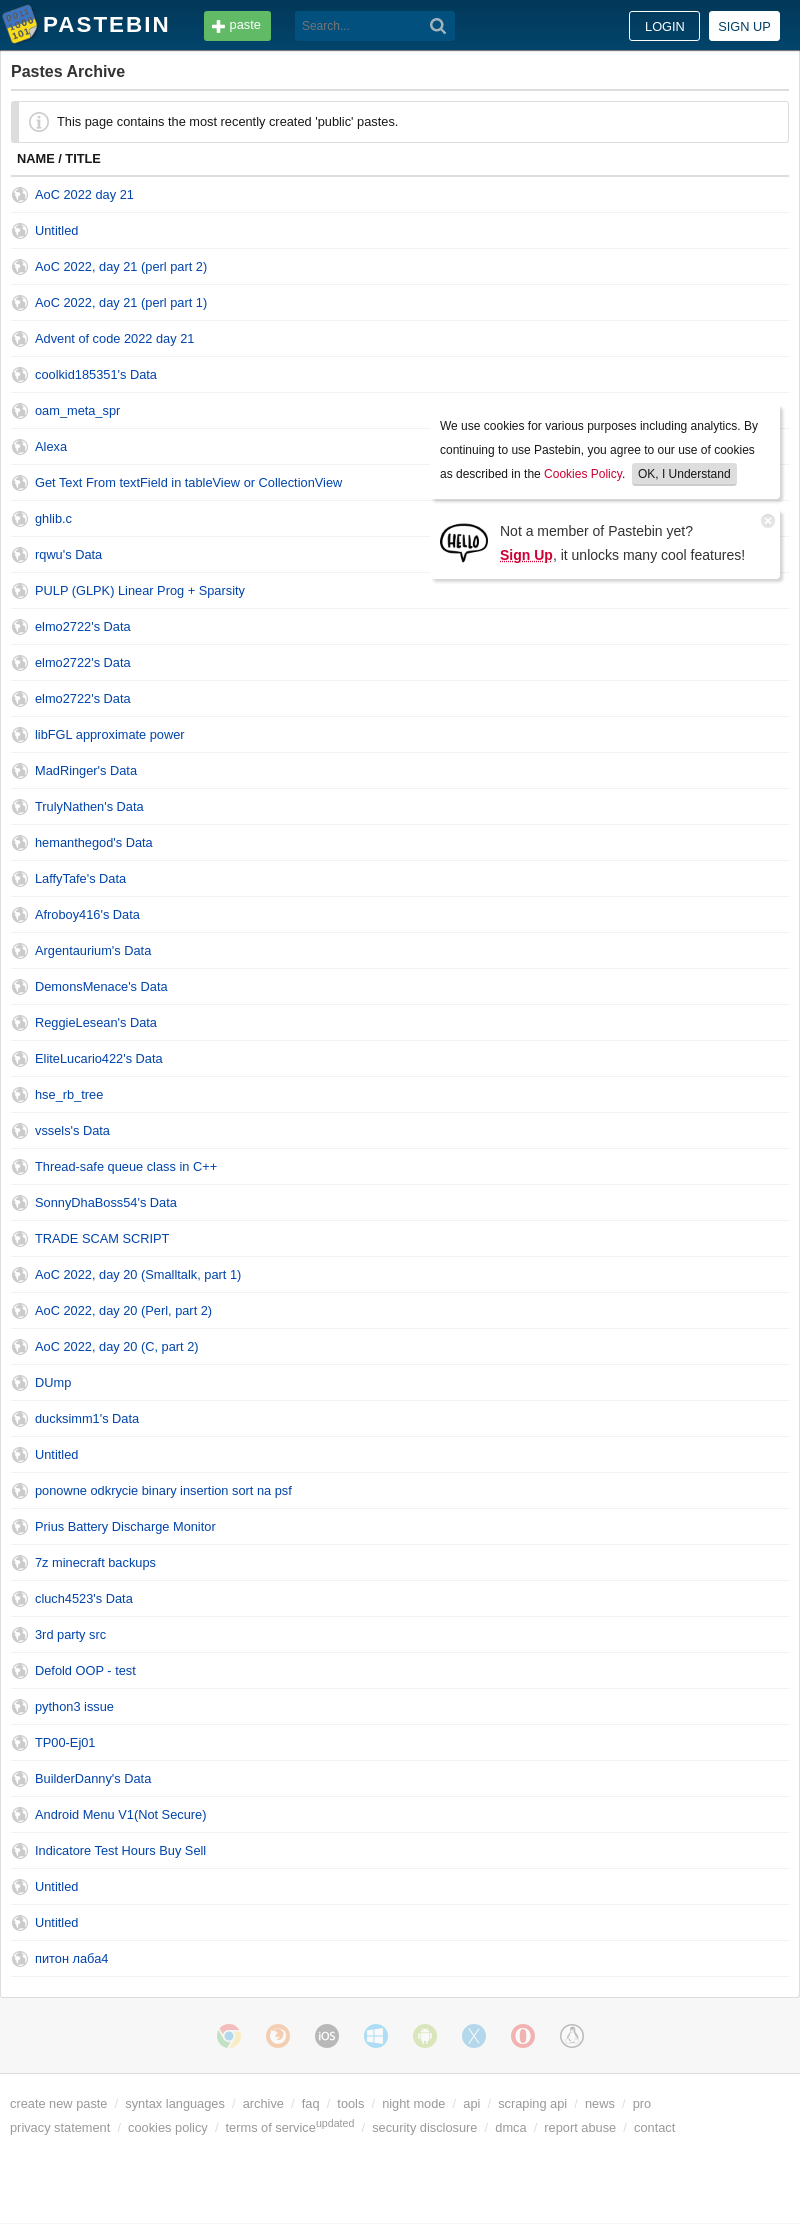 PASTEBIN
paste
Search...
LOGIN
SIGN UP
Pastes Archive
This page contains the most recently created 'public' pastes.
NAME / TITLE
AoC 2022 day 21
Untitled
AoC 2022, day 21 (perl part 2)
AoC 2022, day 21 (perl part 1)
Advent of code 2022 day 21
coolkid185351's Data
oam_meta_spr
Alexa
Get Text From textField in tableView or CollectionView
ghlib.c
rqwu's Data
PULP (GLPK) Linear Prog + Sparsity
We use cookies for various purposes including analytics. By
continuing to use Pastebin, you agree to our use of cookies
as described in the Cookies Policy. OK, I Understand
HELLO
Not a member of Pastebin yet?
Sign Up, it unlocks many cool features!
elmo2722's Data
elmo2722's Data
elmo2722's Data
libFGL approximate power
MadRinger's Data
TrulyNathen's Data
hemanthegod's Data
LaffyTafe's Data
Afroboy416's Data
Argentaurium's Data
DemonsMenace's Data
ReggieLesean's Data
EliteLucario422's Data
hse_rb_tree
vssels's Data
Thread-safe queue class in C++
SonnyDhaBoss54's Data
TRADE SCAM SCRIPT
AoC 2022, day 20 (Smalltalk, part 1)
AoC 2022, day 20 (Perl, part 2)
AoC 2022, day 20 (C, part 2)
DUmp
ducksimm1's Data
Untitled
ponowne odkrycie binary insertion sort na psf
Prius Battery Discharge Monitor
7z minecraft backups
cluch4523's Data
3rd party src
Defold OOP - test
python3 issue
TP00-Ej01
BuilderDanny's Data
Android Menu V1(Not Secure)
Indicatore Test Hours Buy Sell
Untitled
Untitled
питон лаба4
iOS
create new paste / syntax languages / archive / faq / tools / night mode / api / scraping api / news / pro
privacy statement / cookies policy / terms of service updated / security disclosure / dmca / report abuse / contact